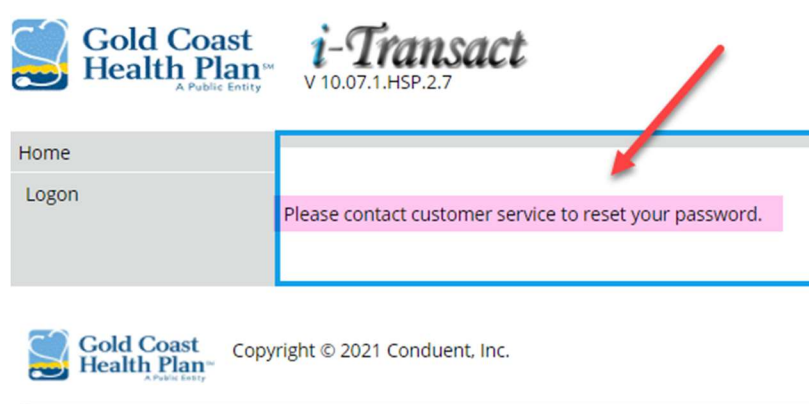 Gold Coast
Health Plan℠
A Public Entity
i-Transact
V 10.07.1.HSP.2.7
Home
Logon
Please contact customer service to reset your password.
Gold Coast
Health Plan℠
A Public Entity
Copyright © 2021 Conduent, Inc.